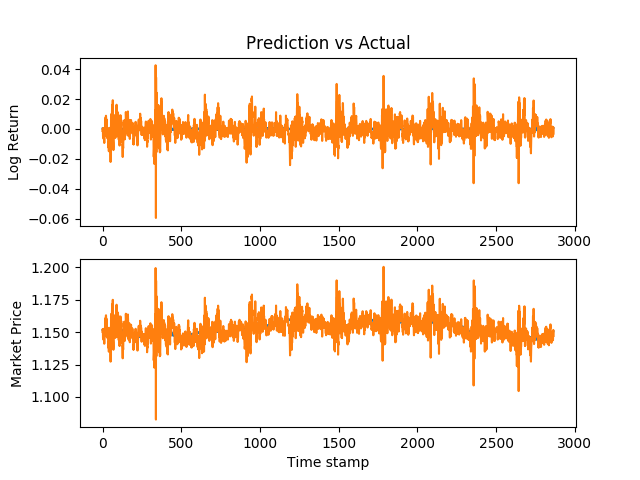 Prediction vs Actual
0.04
0.02
0.00
−0.02
−0.04
−0.06
Log Return
0 500 1000 1500 2000 2500 3000
1.200
1.175
1.150
1.125
1.100
Market Price
0 500 1000 1500 2000 2500 3000
Time stamp